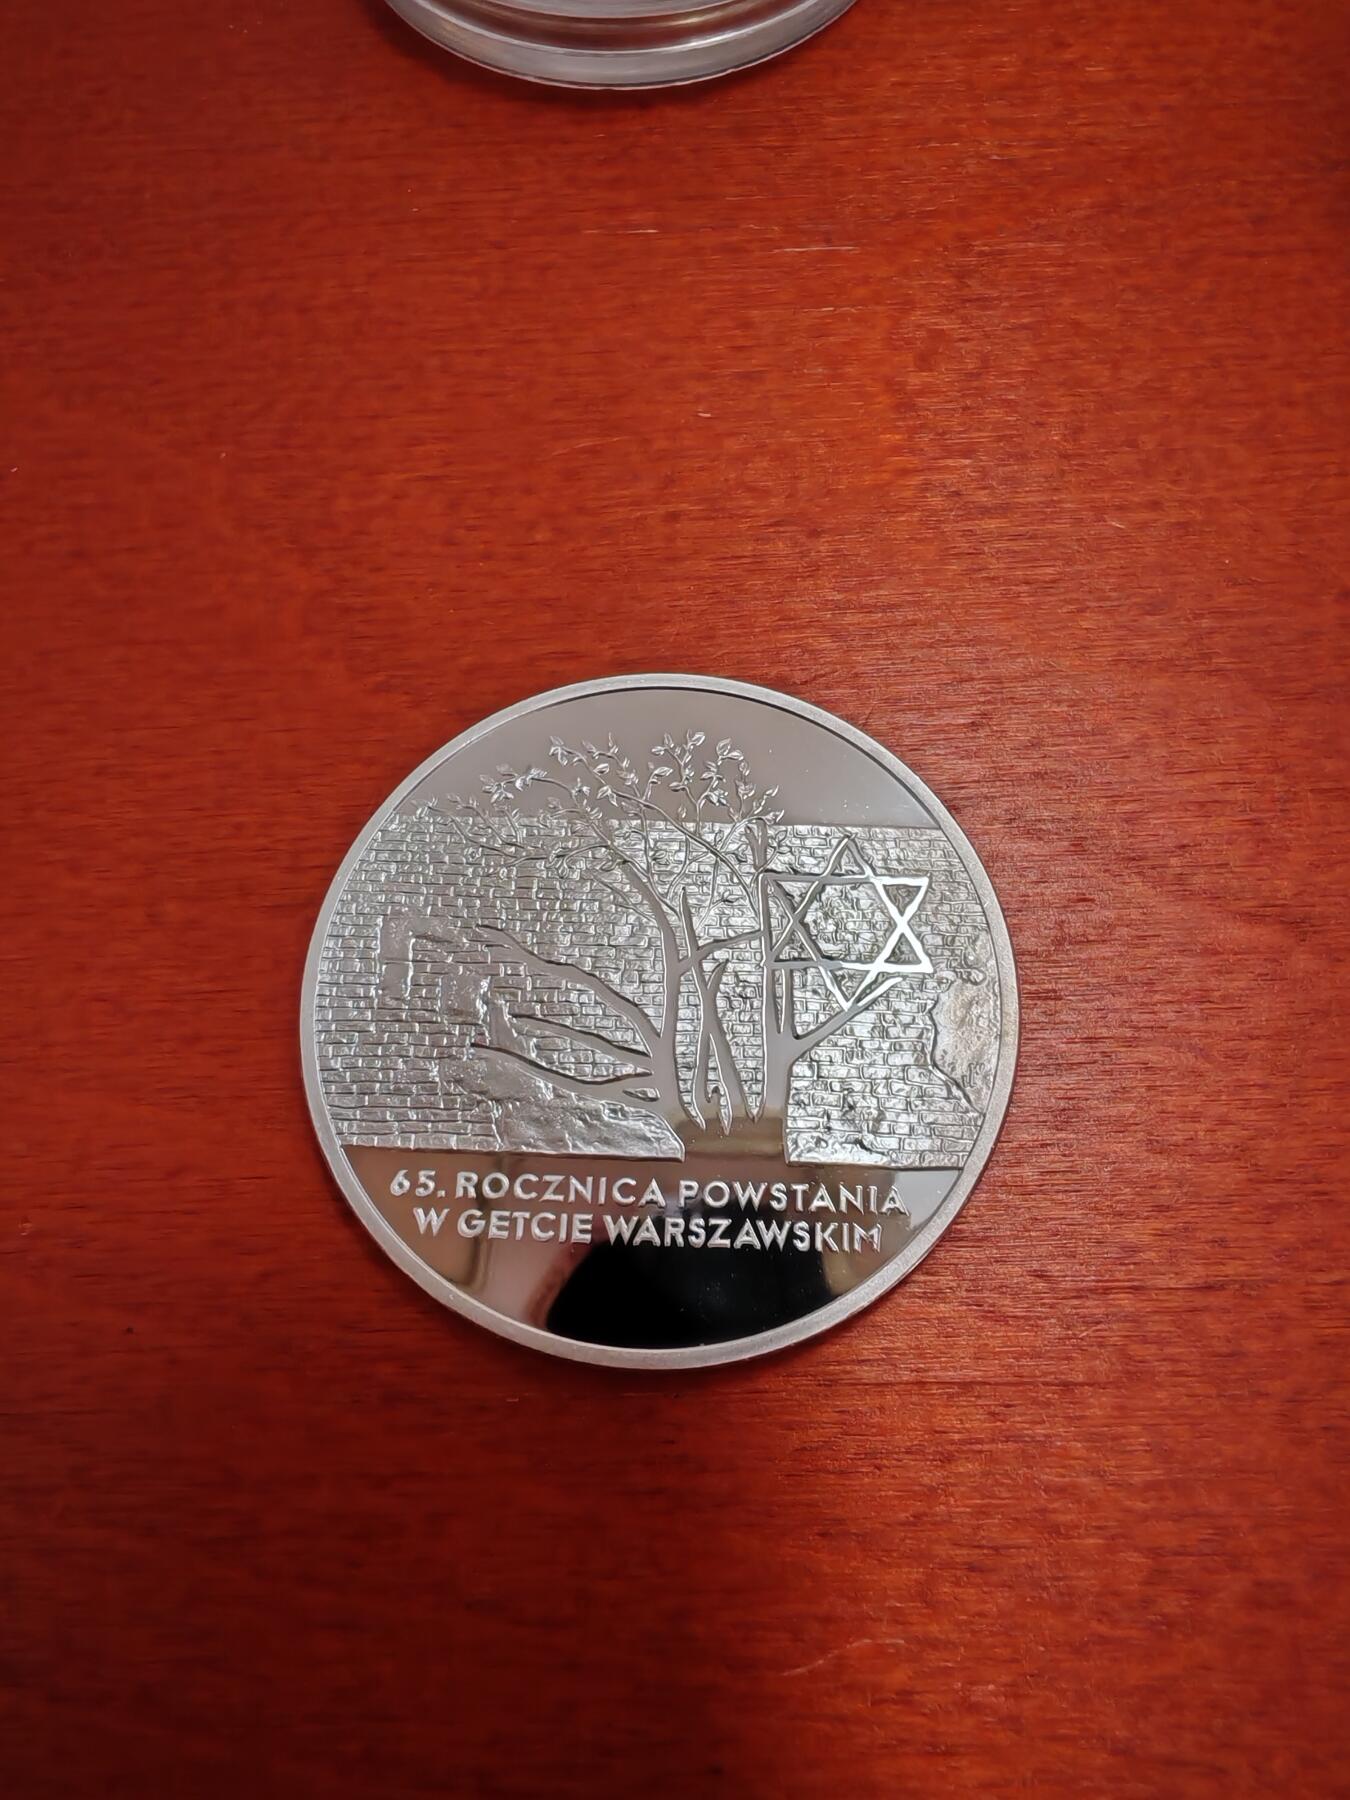 65. ROCZNICA POWSTANIA
W GETCIE WARSZAWSKIM